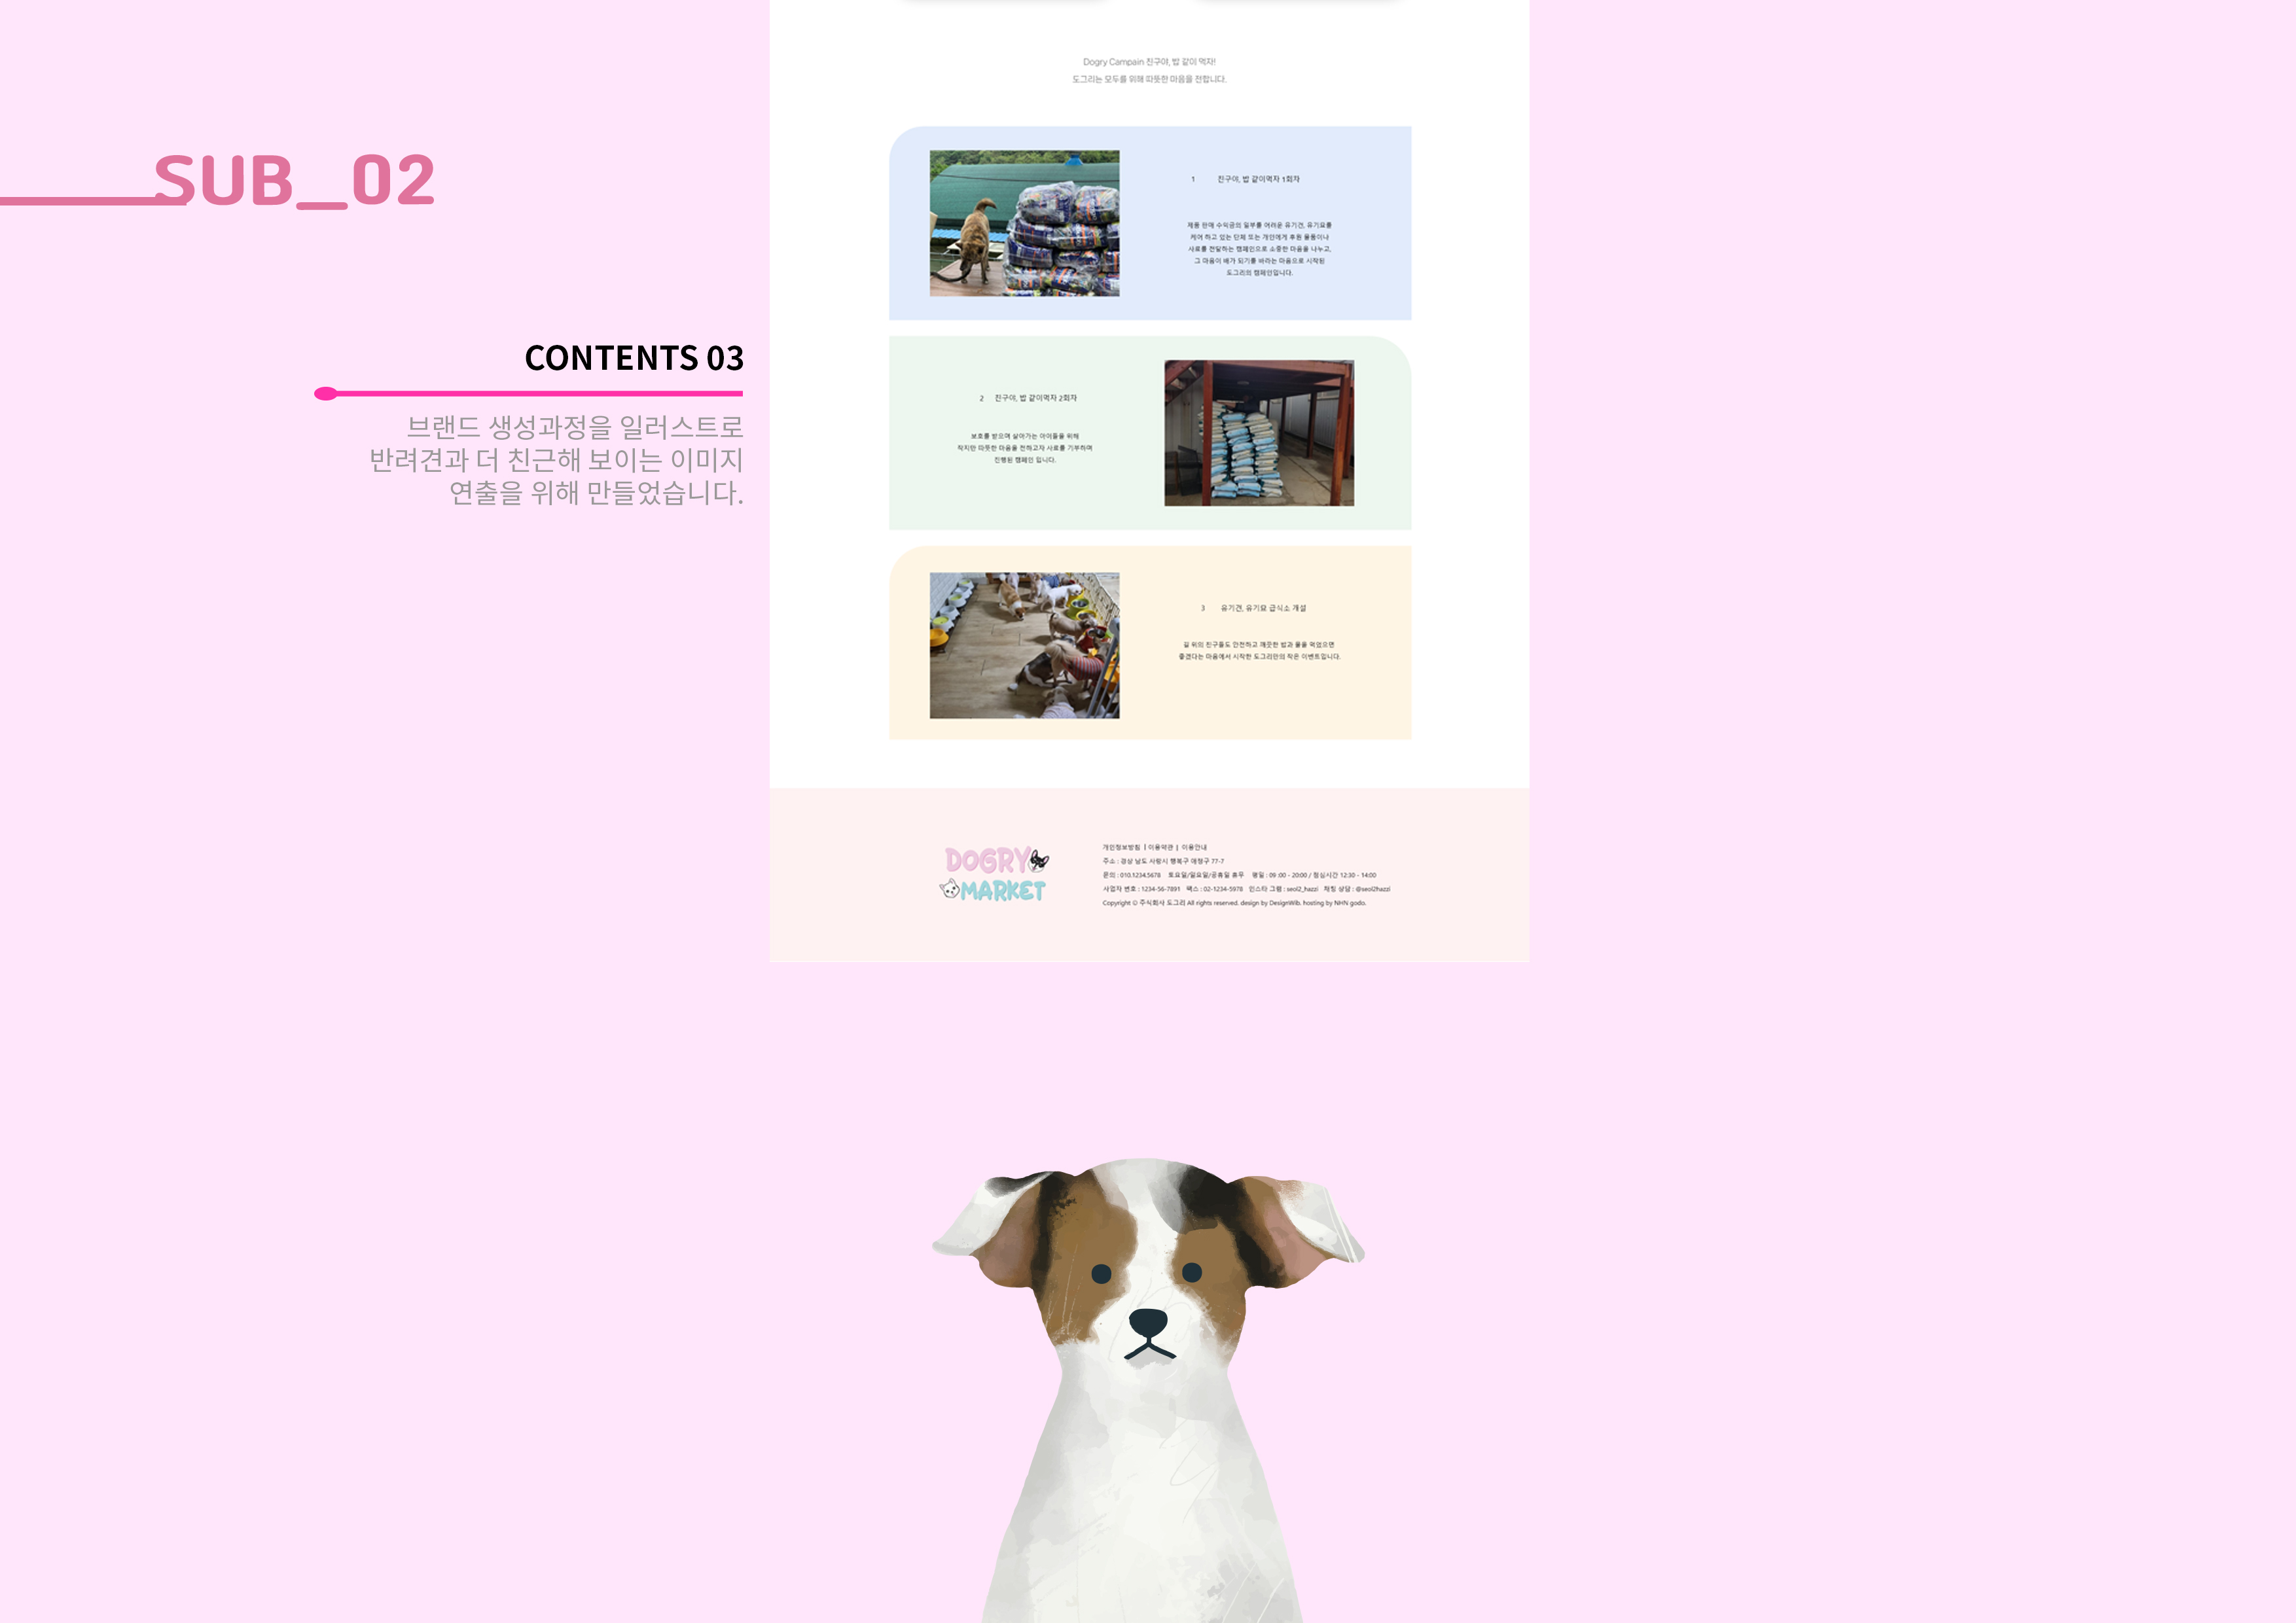 SUB_02
CONTENTS 03
브랜드 생성과정을 일러스트로
반려견과 더 친근해 보이는 이미지
연출을 위해 만들었습니다.
Dogry Campain 친구야, 밥 같이 먹자!
도그리는 모두를 위해 따뜻한 마음을 전합니다.
1 친구야, 밥 같이먹자 1회차
제품 판매 수익금의 일부를 어려운 유기견, 유기묘를
케어 하고 있는 단체 또는 개인에게 후원 물품이나
사료를 전달하는 캠페인으로 소중한 마음을 나누고,
그 마음이 배가 되기를 바라는 마음으로 시작된
도그리의 캠페인입니다.
2 친구야, 밥 같이먹자 2회차
보호를 받으며 살아가는 아이들을 위해
작지만 따뜻한 마음을 전하고자 사료를 기부하며
진행된 캠페인 입니다.
3 유기견, 유기묘 급식소 개설
길 위의 친구들도 안전하고 깨끗한 밥과 물을 먹었으면
좋겠다는 마음에서 시작한 도그리만의 작은 이벤트입니다.
DOGRY
MARKET
개인정보방침 | 이용약관 | 이용안내
주소 : 경상 남도 사랑시 행복구 애정구 77-7
문의 : 010.1234.5678 토요일/일요일/공휴일 휴무 평일 : 09 :00 - 20:00 / 점심시간 12:30 - 14:00
사업자 번호 : 1234-56-7891 팩스 : 02-1234-5978 인스타 그램 : seol2_hazzi 채팅 상담 : @seol2hazzi
Copyright © 주식회사 도그리 All rights reserved. design by DesignWib. hosting by NHN godo.